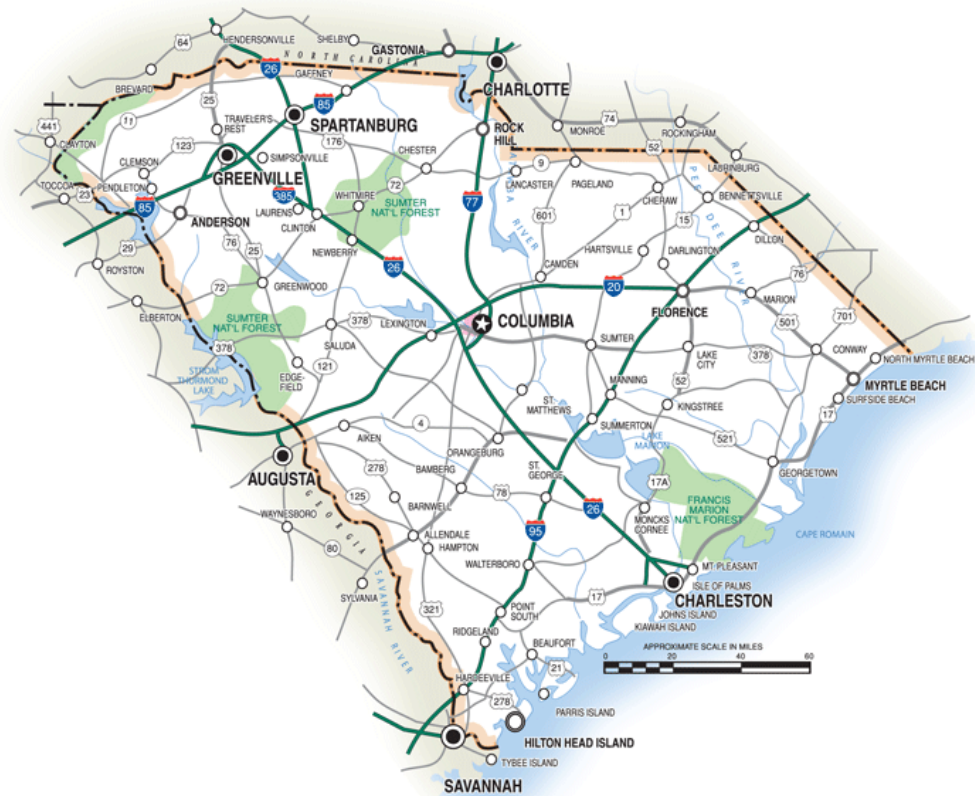 HENDERSONVILLE
SHELBY
GASTONIA
64
NORTH CAROLINA
26
GAFFNEY
CHARLOTTE
BREVARD
85
25
11
TRAVELER'S
REST
SPARTANBURG
ROCK
HILL
MONROE
74
ROCKINGHAM
441
CLAYTON
123
176
CHESTER
52
LAURINBURG
CLEMSON
SIMPSONVILLE
9
GREENVILLE
72
LANCASTER
PAGELAND
TOCCOA
23
PENDLETON
385
WHITMIRE
SUMTER
NAT'L FOREST
77
CHERAW
BENNETTSVILLE
85
ANDERSON
LAURENS
CLINTON
601
1
15
PEE DEE RIVER
RIVER
DILLON
29
76
25
NEWBERRY
HARTSVILLE
DARLINGTON
ROYSTON
26
CAMDEN
76
72
GREENWOOD
20
MARION
ELBERTON
FLORENCE
501
701
SUMTER
NAT'L FOREST
378
LEXINGTON
COLUMBIA
378
SALUDA
SUMTER
LAKE
CITY
378
CONWAY
NORTH MYRTLE BEACH
STROM
THURMOND
LAKE
EDGE-
FIELD
121
MANNING
52
MYRTLE BEACH
SURFSIDE BEACH
ST.
MATTHEWS
KINGSTREE
17
AIKEN
4
SUMMERTON
ORANGEBURG
LAKE
MARION
521
278
BAMBERG
ST.
GEORGE
GEORGETOWN
AUGUSTA
17A
125
78
FRANCIS
MARION
NAT'L FOREST
BARNWELL
26
WAYNESBORO
GEORGIA
MONCKS
CORNEE
95
CAPE ROMAIN
ALLENDALE
80
HAMPTON
WALTERBORO
MT. PLEASANT
SYLVANIA
SAVANNAH RIVER
17
ISLE OF PALMS
CHARLESTON
321
POINT
SOUTH
JOHNS ISLAND
KIAWAH ISLAND
RIDGELAND
BEAUFORT
APPROXIMATE SCALE IN MILES
0 20 40 60
21
HARDEEVILLE
278
PARRIS ISLAND
HILTON HEAD ISLAND
TYBEE ISLAND
SAVANNAH